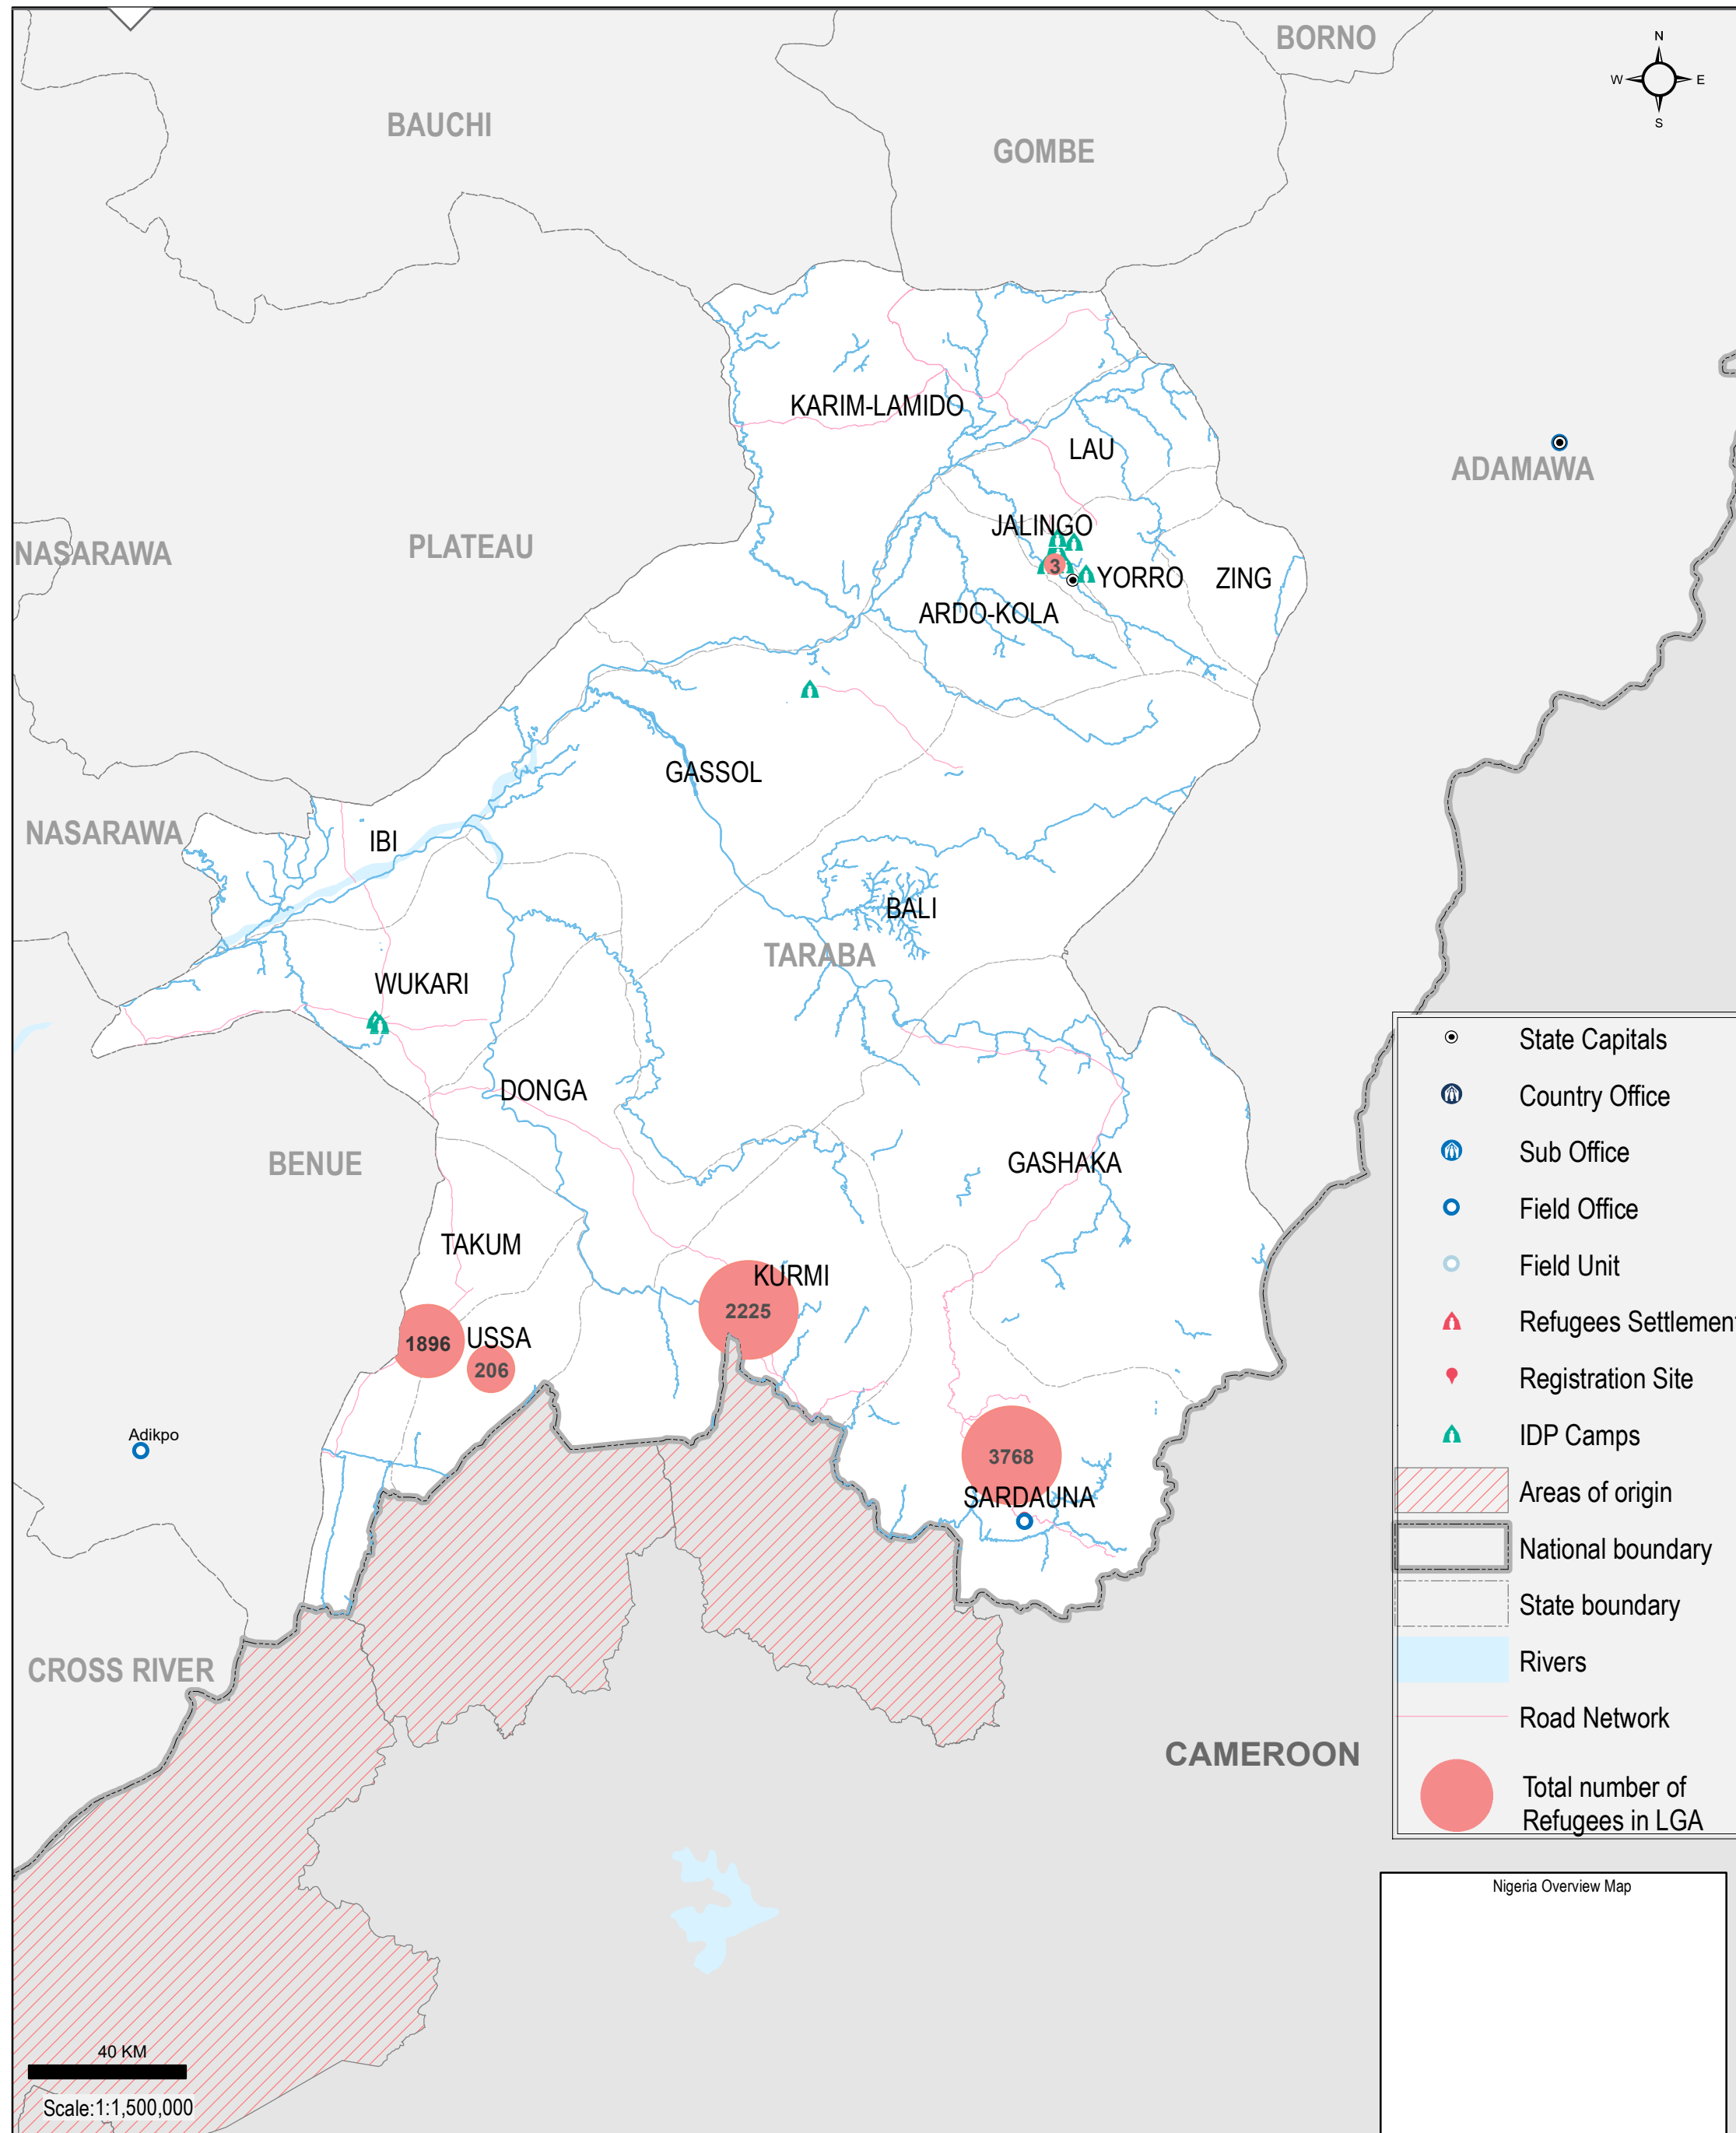 BORNO
N
W
E
S
BAUCHI
GOMBE
KARIM-LAMIDO
LAU
ADAMAWA
JALINGO
NASARAWA
PLATEAU
3
YORRO
ZING
ARDO-KOLA
GASSOL
NASARAWA
IBI
BALI
TARABA
WUKARI
DONGA
BENUE
GASHAKA
TAKUM
KURMI
2225
USSA
1896
206
Adikpo
3768
SARDAUNA
CROSS RIVER
CAMEROON
State Capitals
Country Office
Sub Office
Field Office
Field Unit
Refugees Settlement
Registration Site
IDP Camps
Areas of origin
National boundary
State boundary
Rivers
Road Network
Total number of
Refugees in LGA
Nigeria Overview Map
40 KM
Scale:1:1,500,000